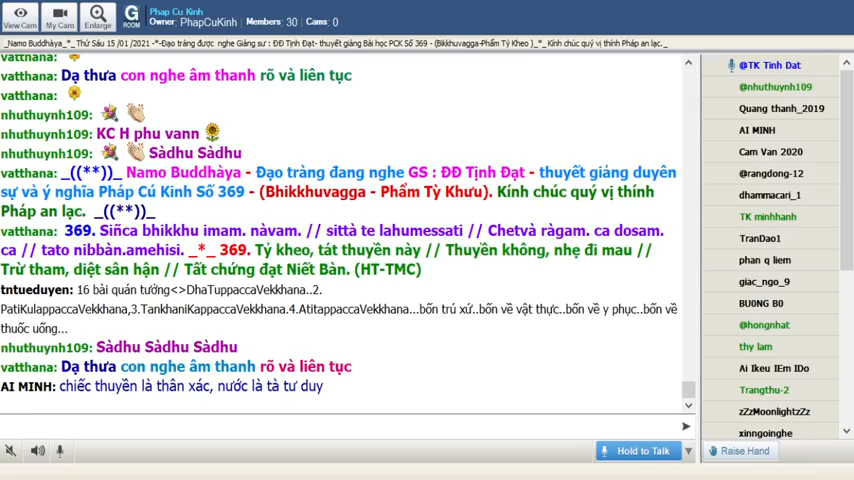 View Cam
My Cam
Enlarge
G
ROOM
Phap Cu Kinh
Owner: PhapCuKinh | Members: 30 | Cams: 0
_Namo Buddhàya_*_ Thứ Sáu 15 /01 /2021 -*-Đạo tràng được nghe Giảng sư : ĐĐ Tịnh Đạt- thuyết giảng Bài học PCK Số 369 - (Bikkhuvagga-Phẩm Tỳ Kheo )_*_Kính chúc quý vị thính Pháp an lạc._
vatthana:
vatthana: Dạ thưa con nghe âm thanh rõ và liên tục
vatthana:
nhuthuynh109:
nhuthuynh109: KC H phu vann
nhuthuynh109: Sàdhu Sàdhu
vatthana: _((**))_ Namo Buddhàya - Đạo tràng đang nghe GS : ĐĐ Tịnh Đạt - thuyết giảng duyên
sự và ý nghĩa Pháp Cú Kinh Số 369 - (Bhikkhuvagga - Phẩm Tỳ Khưu). Kính chúc quý vị thính
Pháp an lạc. _((**))_
vatthana: 369. Siñca bhikkhu imam. nàvam. // sittà te lahumessati // Chetvà ràgam. ca dosam.
ca // tato nibbàn.amehisi. _*_ 369. Tỷ kheo, tát thuyền này // Thuyền không, nhẹ đi mau //
Trừ tham, diệt sân hận // Tất chứng đạt Niết Bàn. (HT-TMC)
tntueduyen: 16 bài quán tưởng<>DhaTuppaccaVekkhana..2.
PatiKulappaccaVekkhana,3.TankhaniKappaccaVekkhana.4.AtitappaccaVekkhana...bốn trú xứ..bốn về vật thực..bốn về y phục..bốn về
thuốc uống...
nhuthuynh109: Sàdhu Sàdhu Sàdhu
vatthana: Dạ thưa con nghe âm thanh rõ và liên tục
AI MINH: chiếc thuyền là thân xác, nước là tà tư duy
@TK Tinh Dat
@nhuthuynh109
Quang thanh_2019
AI MINH
Cam Van 2020
@rangdong-12
dhammacari_1
TK minhhanh
TranDao1
phan q liem
giac_ngo_9
BUONG BO
@hongnhat
thy lam
Ai Ikeu IEm IDo
Trangthu-2
zZzMoonlightzZz
xinngoinghe
Hold to Talk
Raise Hand